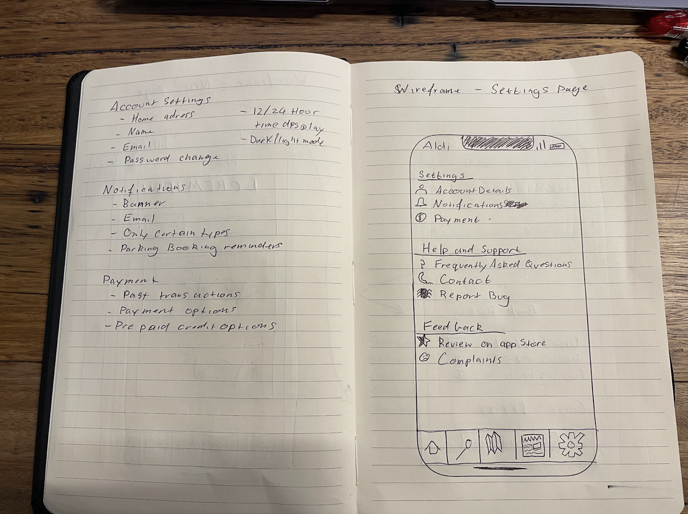 Account Settings
- Home adress
- Name
- Email
- Password change
- 12/24 Hour
time dpsplay
- Dark/light mode
Notifications
- Banner
- Email
- Only Certain types
- Parking Booking reminders
Payment
- Past transactions
- Payment options
- Pre paid credit options
Wireframe - Settings page
Aldi
Settings
Account Details
Notifications
Payment
Help and Support
? Frequently Asked Questions
Contact
Report Bug
Feedback
Review on app Store
Complaints